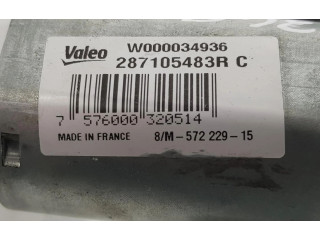 Valeo W000034936
287105483R C
7 576000 320514
MADE IN FRANCE 8/M-572 229-15